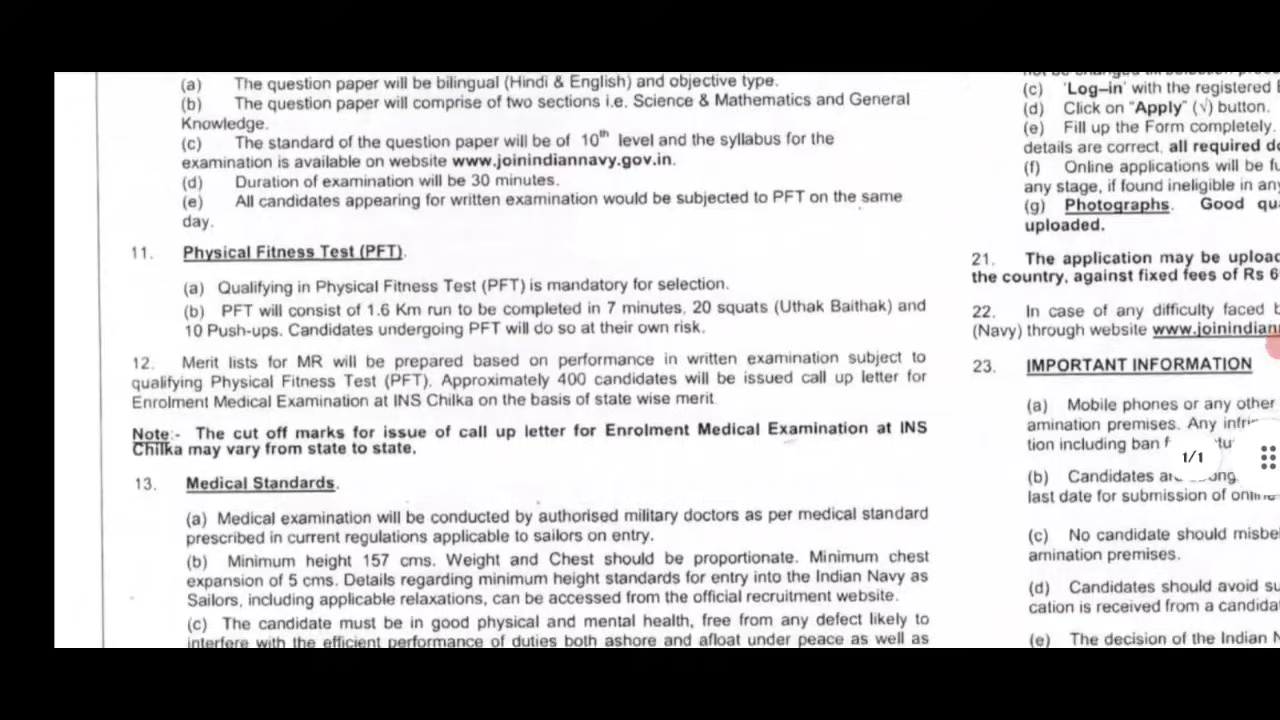 (a) The question paper will be bilingual (Hindi & English) and objective type.
(b) The question paper will comprise of two sections i.e. Science & Mathematics and General
Knowledge.
(c) The standard of the question paper will be of 10th level and the syllabus for the
examination is available on website www.joinindiannavy.gov.in.
(d) Duration of examination will be 30 minutes.
(e) All candidates appearing for written examination would be subjected to PFT on the same
day.
11. Physical Fitness Test (PFT).
(a) Qualifying in Physical Fitness Test (PFT) is mandatory for selection.
(b) PFT will consist of 1.6 Km run to be completed in 7 minutes, 20 squats (Uthak Baithak) and
10 Push-ups. Candidates undergoing PFT will do so at their own risk.
12. Merit lists for MR will be prepared based on performance in written examination subject to
qualifying Physical Fitness Test (PFT). Approximately 400 candidates will be issued call up letter for
Enrolment Medical Examination at INS Chilka on the basis of state wise merit
Note:- The cut off marks for issue of call up letter for Enrolment Medical Examination at INS
Chilka may vary from state to state.
13. Medical Standards.
(a) Medical examination will be conducted by authorised military doctors as per medical standard
prescribed in current regulations applicable to sailors on entry.
(b) Minimum height 157 cms. Weight and Chest should be proportionate. Minimum chest
expansion of 5 cms. Details regarding minimum height standards for entry into the Indian Navy as
Sailors, including applicable relaxations, can be accessed from the official recruitment website.
(c) The candidate must be in good physical and mental health, free from any defect likely to
interfere with the efficient performance of duties both ashore and afloat under peace as well as
(c) 'Log–in' with the registered
(d) Click on "Apply" (√) button.
(e) Fill up the Form completely.
details are correct, all required
(f) Online applications will be
any stage, if found ineligible in any
(g) Photographs. Good
uploaded.
21. The application may be
the country, against fixed fees of Rs
22. In case of any difficulty faced
(Navy) through website
23. IMPORTANT INFORMATION
(a) Mobile phones or any other
amination premises. Any
tion including ban
1/1
(b) Candidates
last date for submission of
(c) No candidate should
amination premises.
(d) Candidates should avoid
cation is received from a
(e) The decision of the Indian